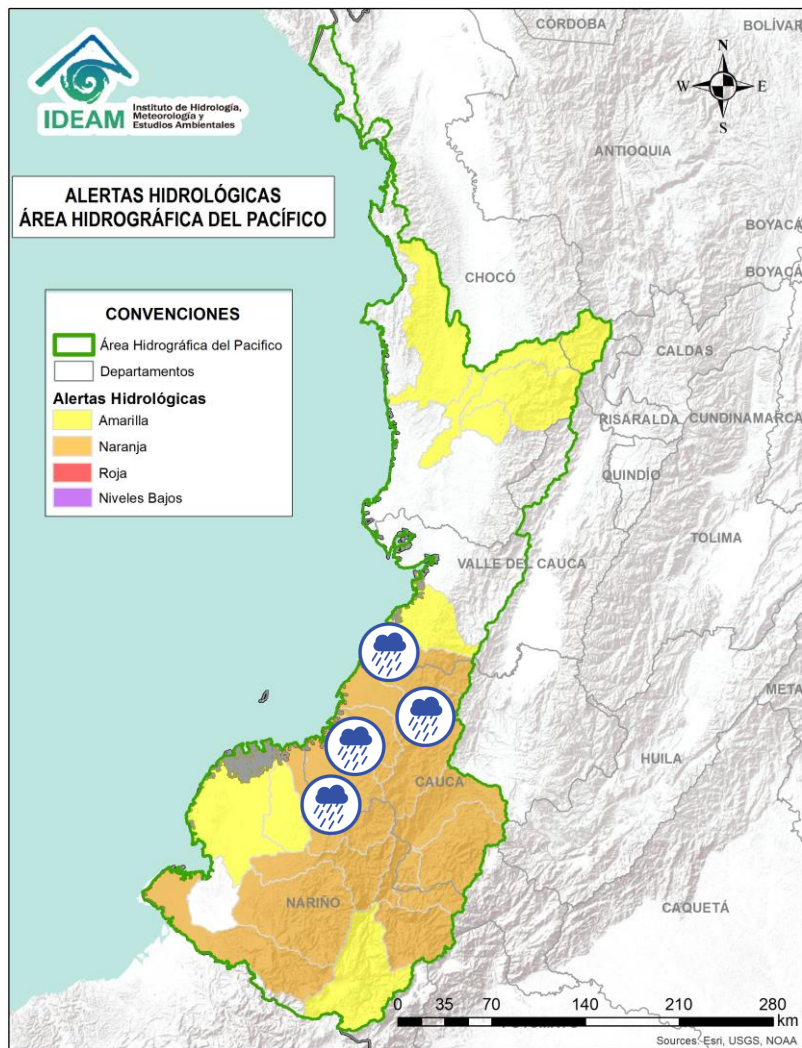 CÓRDOBA
BOLÍVAR
N
W E
S
IDEAM
Instituto de Hidrología,
Meteorología y
Estudios Ambientales
ANTIOQUIA
ALERTAS HIDROLÓGICAS
ÁREA HIDROGRÁFICA DEL PACÍFICO
BOYACÁ
BOYACÁ
CHOCÓ
CONVENCIONES
Área Hidrográfica del Pacifico
Departamentos
Alertas Hidrológicas
Amarilla
Naranja
Roja
Niveles Bajos
CALDAS
RISARALDA
CUNDINAMARCA
QUINDÍO
TOLIMA
VALLE DEL CAUCA
META
HUILA
CAUCA
NARIÑO
CAQUETÁ
0 35 70 140 210 280
km
Sources: Esri, USGS, NOAA